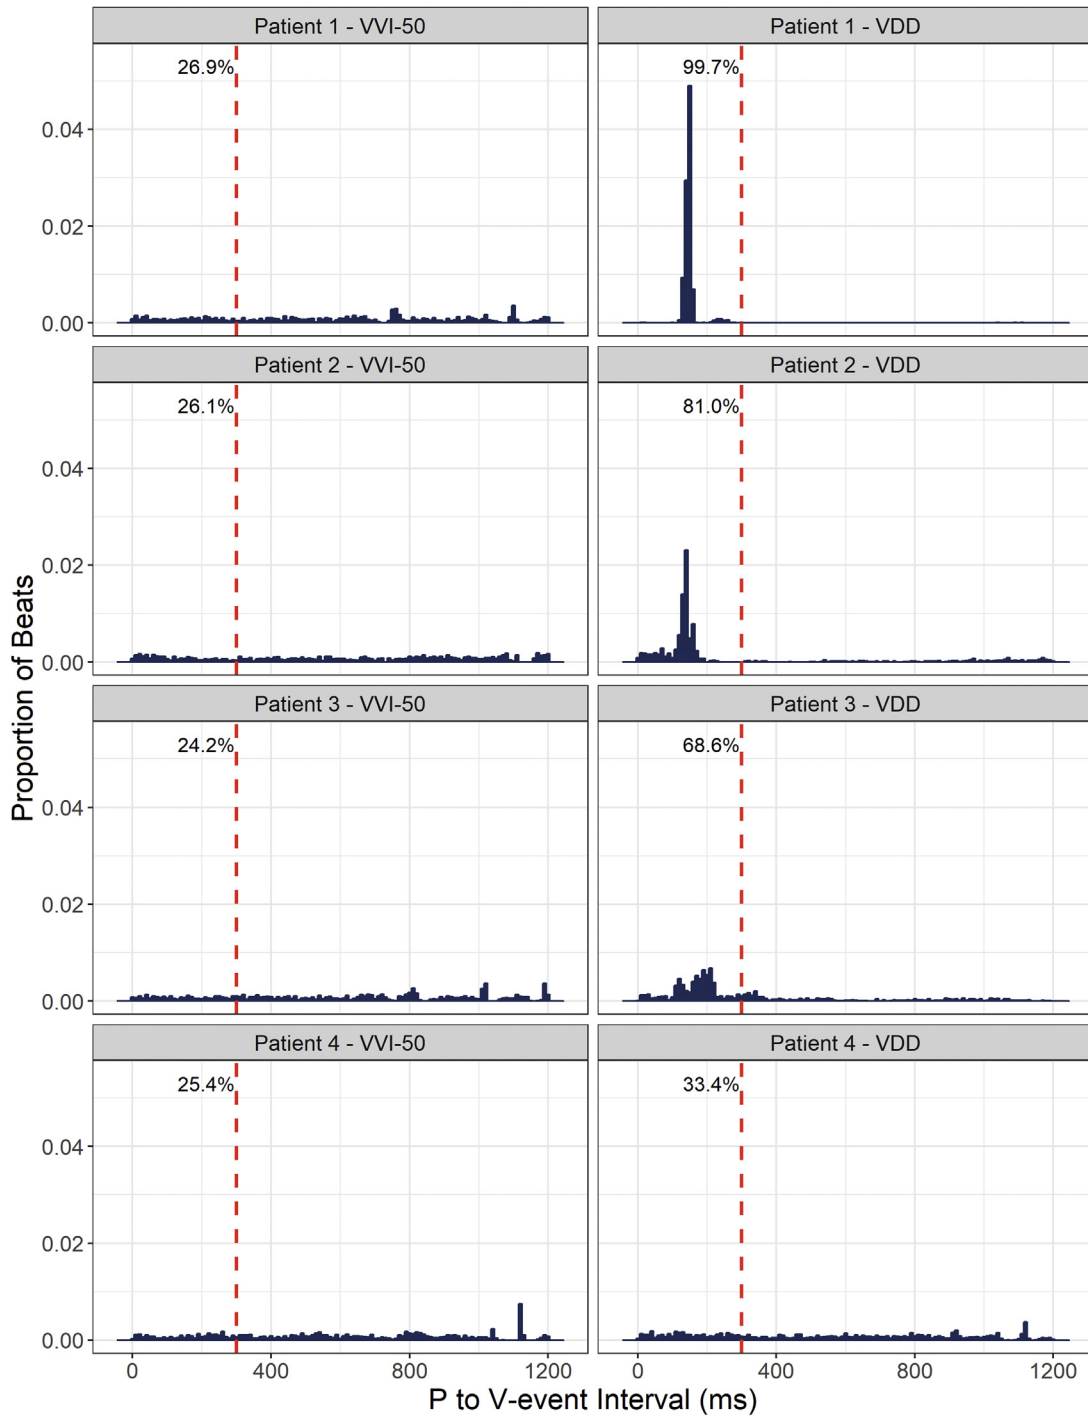 Patient 1 - VVI-50
Patient 1 - VDD
26.9%
99.7%
0.04
0.02
0.00
Patient 2 - VVI-50
Patient 2 - VDD
26.1%
81.0%
0.04
0.02
0.00
Patient 3 - VVI-50
Patient 3 - VDD
24.2%
68.6%
0.04
0.02
0.00
Patient 4 - VVI-50
Patient 4 - VDD
25.4%
33.4%
0.04
0.02
0.00
Proportion of Beats
0 400 800 1200
0 400 800 1200
P to V-event Interval (ms)